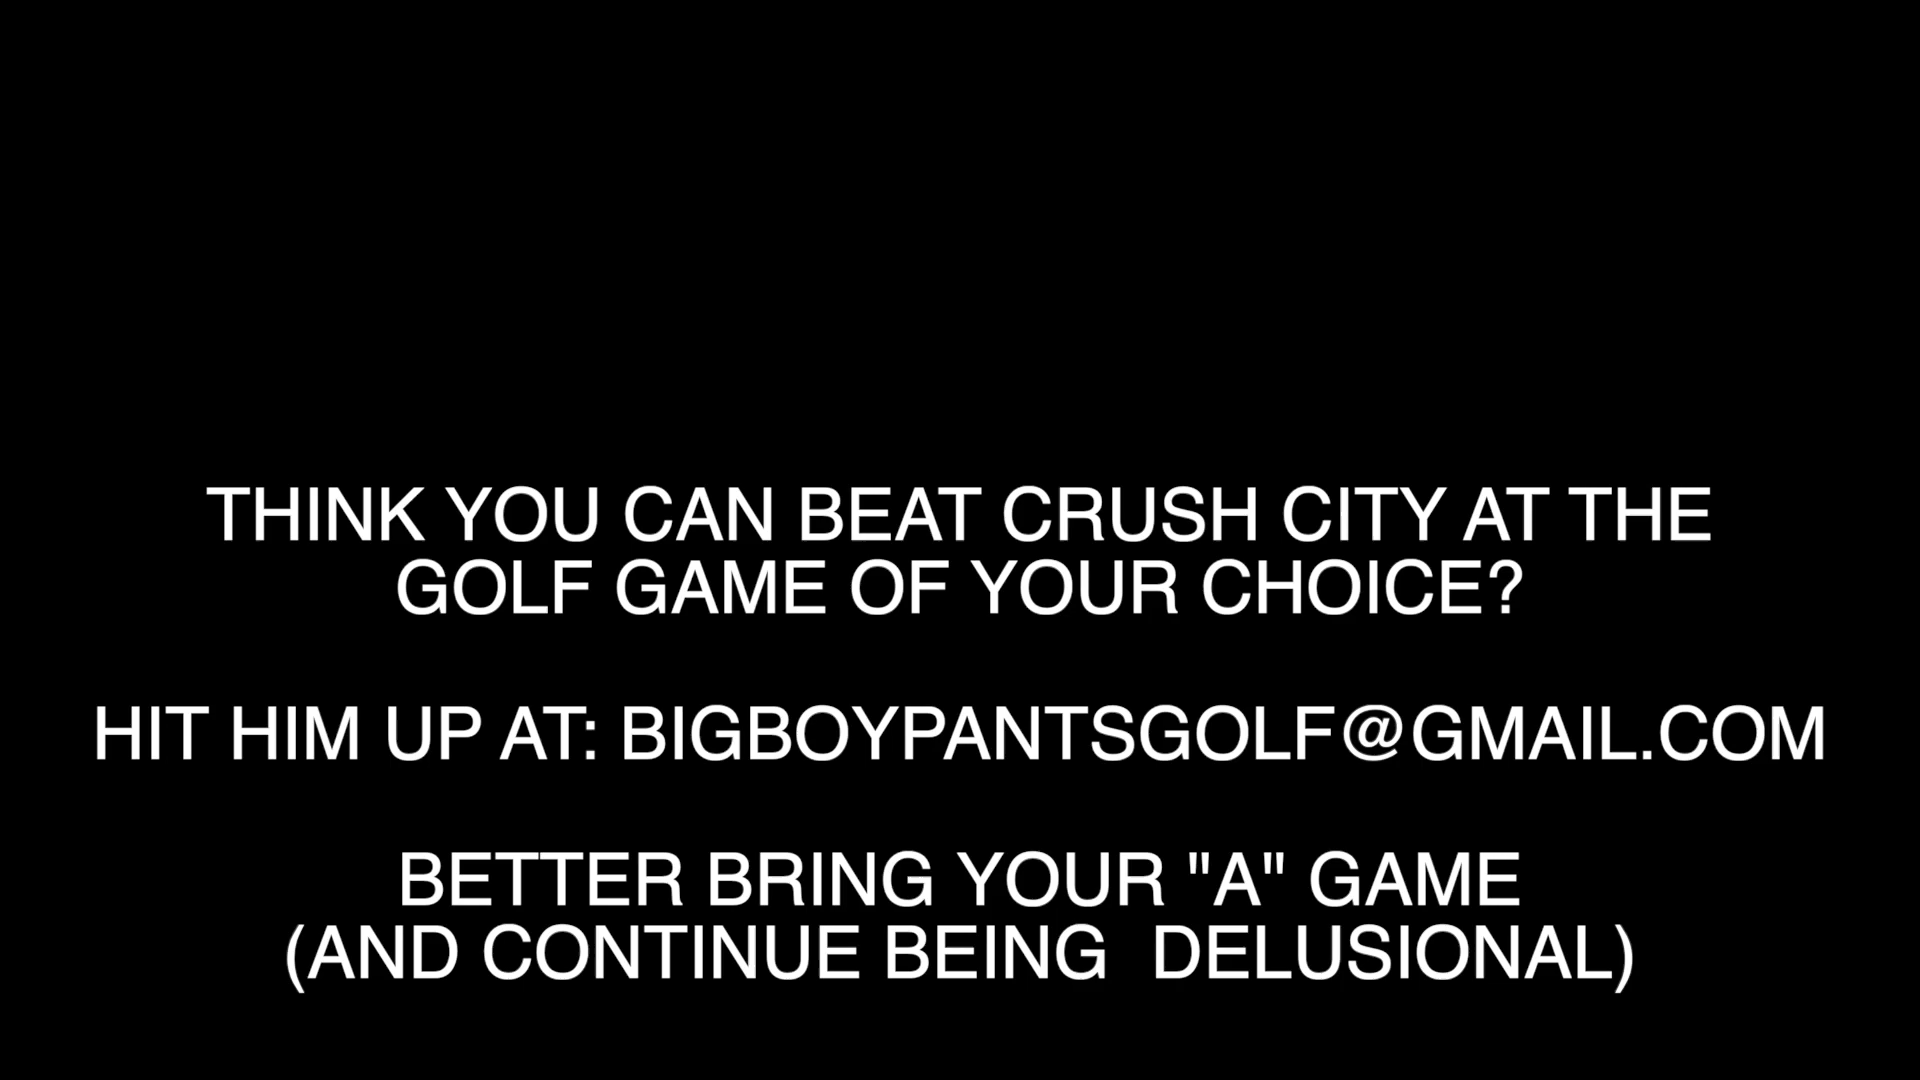 THINK YOU CAN BEAT CRUSH CITY AT THE
GOLF GAME OF YOUR CHOICE?
HIT HIM UP AT: BIGBOYPANTSGOLF@GMAIL.COM
BETTER BRING YOUR "A" GAME
(AND CONTINUE BEING  DELUSIONAL)